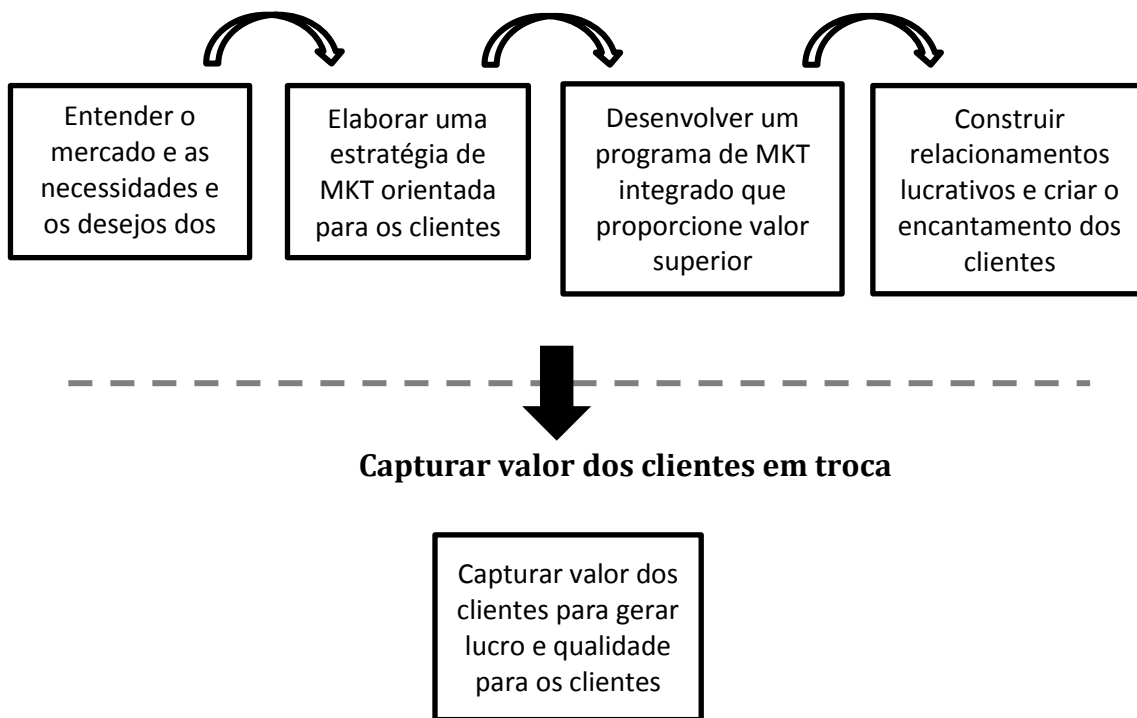 Entender o
mercado e as
necessidades e
os desejos dos
Elaborar uma
estratégia de
MKT orientada
para os clientes
Desenvolver um
programa de MKT
integrado que
proporcione valor
superior
Construir
relacionamentos
lucrativos e criar o
encantamento dos
clientes
Capturar valor dos clientes em troca
Capturar valor dos
clientes para gerar
lucro e qualidade
para os clientes